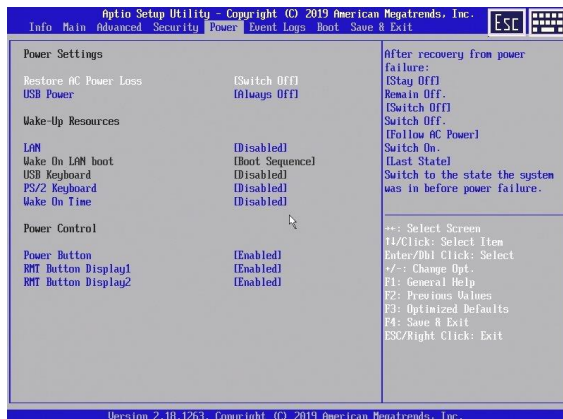 Aptio Setup Utility - Copyright (C) 2019 American Megatrends, Inc.
Info Main Advanced Security Power Event Logs Boot Save & Exit
ESC
Power Settings
Restore AC Power Loss [Switch Off]
USB Power [Always Off]
Wake-Up Resources
LAN [Disabled]
Wake On LAN boot [Boot Sequence]
USB Keyboard [Disabled]
PS/2 Keyboard [Disabled]
Wake On Time [Disabled]
Power Control
Power Button [Enabled]
RMT Button Display1 [Enabled]
RMT Button Display2 [Enabled]
After recovery from power
failure:
[Stay Off]
Remain Off.
[Switch Off]
Switch Off.
[Follow AC Power]
Switch On.
[Last State]
Switch to the state the system
was in before power failure.
→←: Select Screen
↑↓/Click: Select Item
Enter/Dbl Click: Select
+/-: Change Opt.
F1: General Help
F2: Previous Values
F3: Optimized Defaults
F4: Save & Exit
ESC/Right Click: Exit
Version 2.18.1263. Copyright (C) 2019 American Megatrends, Inc.